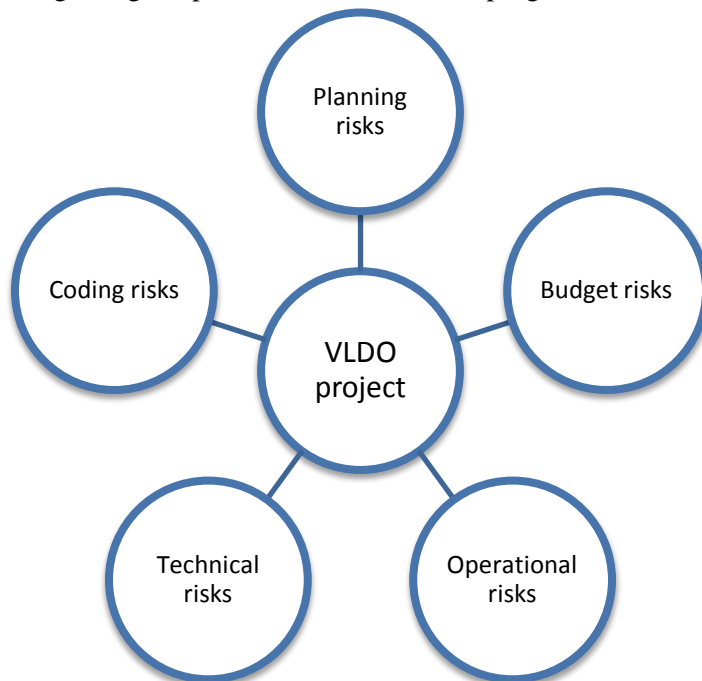 Planning
risks
Coding risks
Budget risks
VLDO
project
Technical
risks
Operational
risks